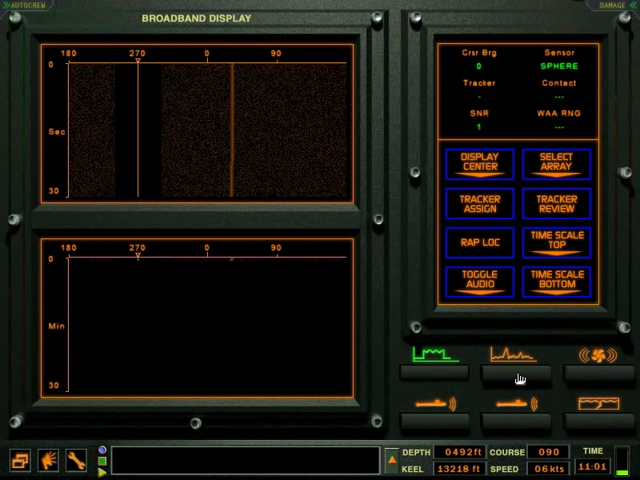 AUTOCREW
DAMAGE
BROADBAND DISPLAY
180 270 0 90
0
Sec
30
180 270 0 90
0
Min
30
Crsr Brg Sensor
0 SPHERE
Tracker Contact
- ---
SNR WAA RNG
1 ---
DISPLAY CENTER
SELECT ARRAY
TRACKER ASSIGN
TRACKER REVIEW
RAP LOC
TIME SCALE TOP
TOGGLE AUDIO
TIME SCALE BOTTOM
DEPTH 0492ft COURSE 090 TIME
KEEL 13218 ft SPEED 06kts 11:01